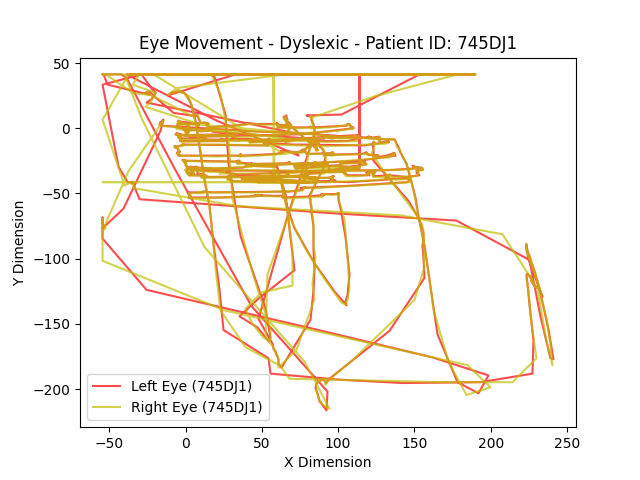 Eye Movement - Dyslexic - Patient ID: 745DJ1
50
0
−50
−100
−150
−200
Y Dimension
Left Eye (745DJ1)
Right Eye (745DJ1)
−50 0 50 100 150 200 250
X Dimension